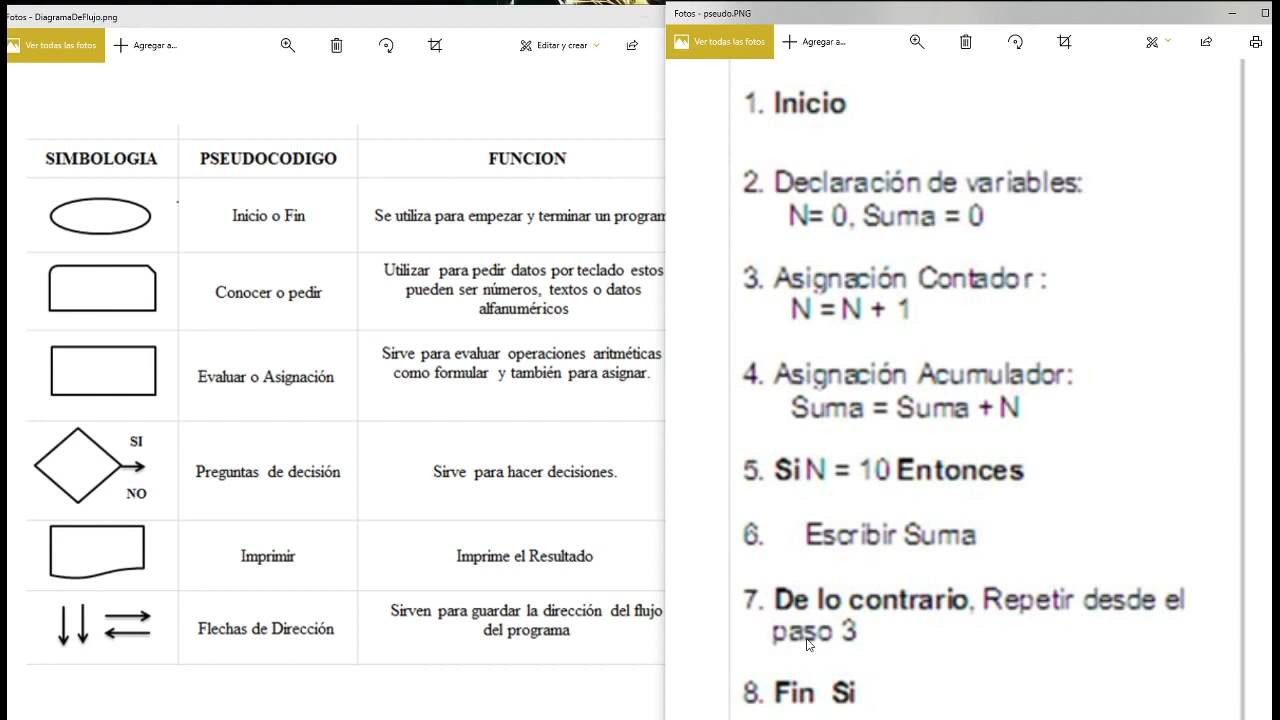 Fotos - DiagramaDeFlujo.png
Ver todas las fotos
Agregar a...
Editar y crear
SIMBOLOGIA PSEUDOCODIGO FUNCION
Inicio o Fin
Se utiliza para empezar y terminar un program
Conocer o pedir
Utilizar para pedir datos por teclado estos
pueden ser números, textos o datos
alfanuméricos
Evaluar o Asignación
Sirve para evaluar operaciones aritméticas
como formular y también para asignar.
SI
NO
Preguntas de decisión
Sirve para hacer decisiones.
Imprimir
Imprime el Resultado
Flechas de Dirección
Sirven para guardar la dirección del flujo
del programa
Fotos - pseudo.PNG
Ver todas las fotos
Agregar a...
1. Inicio
2. Declaración de variables:
N= 0, Suma = 0
3. Asignación Contador :
N = N + 1
4. Asignación Acumulador:
Suma = Suma + N
5. Si N = 10 Entonces
6. Escribir Suma
7. De lo contrario, Repetir desde el
paso 3
8. Fin Si